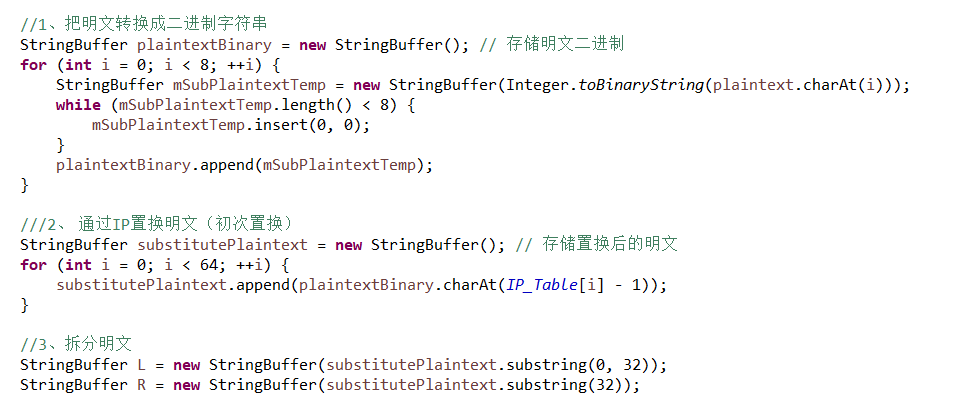 //1、把明文转换成二进制字符串
StringBuffer plaintextBinary = new StringBuffer(); // 存储明文二进制
for (int i = 0; i < 8; ++i) {
    StringBuffer mSubPlaintextTemp = new StringBuffer(Integer.toBinaryString(plaintext.charAt(i)));
    while (mSubPlaintextTemp.length() < 8) {
        mSubPlaintextTemp.insert(0, 0);
    }
    plaintextBinary.append(mSubPlaintextTemp);
}
///2、 通过IP置换明文（初次置换）
StringBuffer substitutePlaintext = new StringBuffer(); // 存储置换后的明文
for (int i = 0; i < 64; ++i) {
    substitutePlaintext.append(plaintextBinary.charAt(IP_Table[i] - 1));
}
//3、拆分明文
StringBuffer L = new StringBuffer(substitutePlaintext.substring(0, 32));
StringBuffer R = new StringBuffer(substitutePlaintext.substring(32));